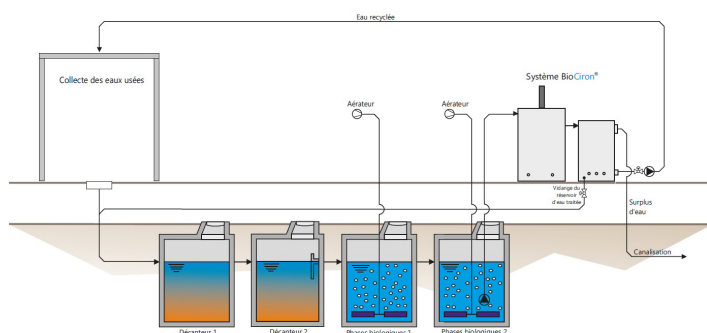 Eau recyclée
Collecte des eaux usées
Système BioCiron®
Aérateur
Aérateur
Vidange du
réservoir
d'eau traitée
Surplus
d'eau
Canalisation
Décanteur 1
Décanteur 2
Phases biologiques 1
Phases biologiques 2